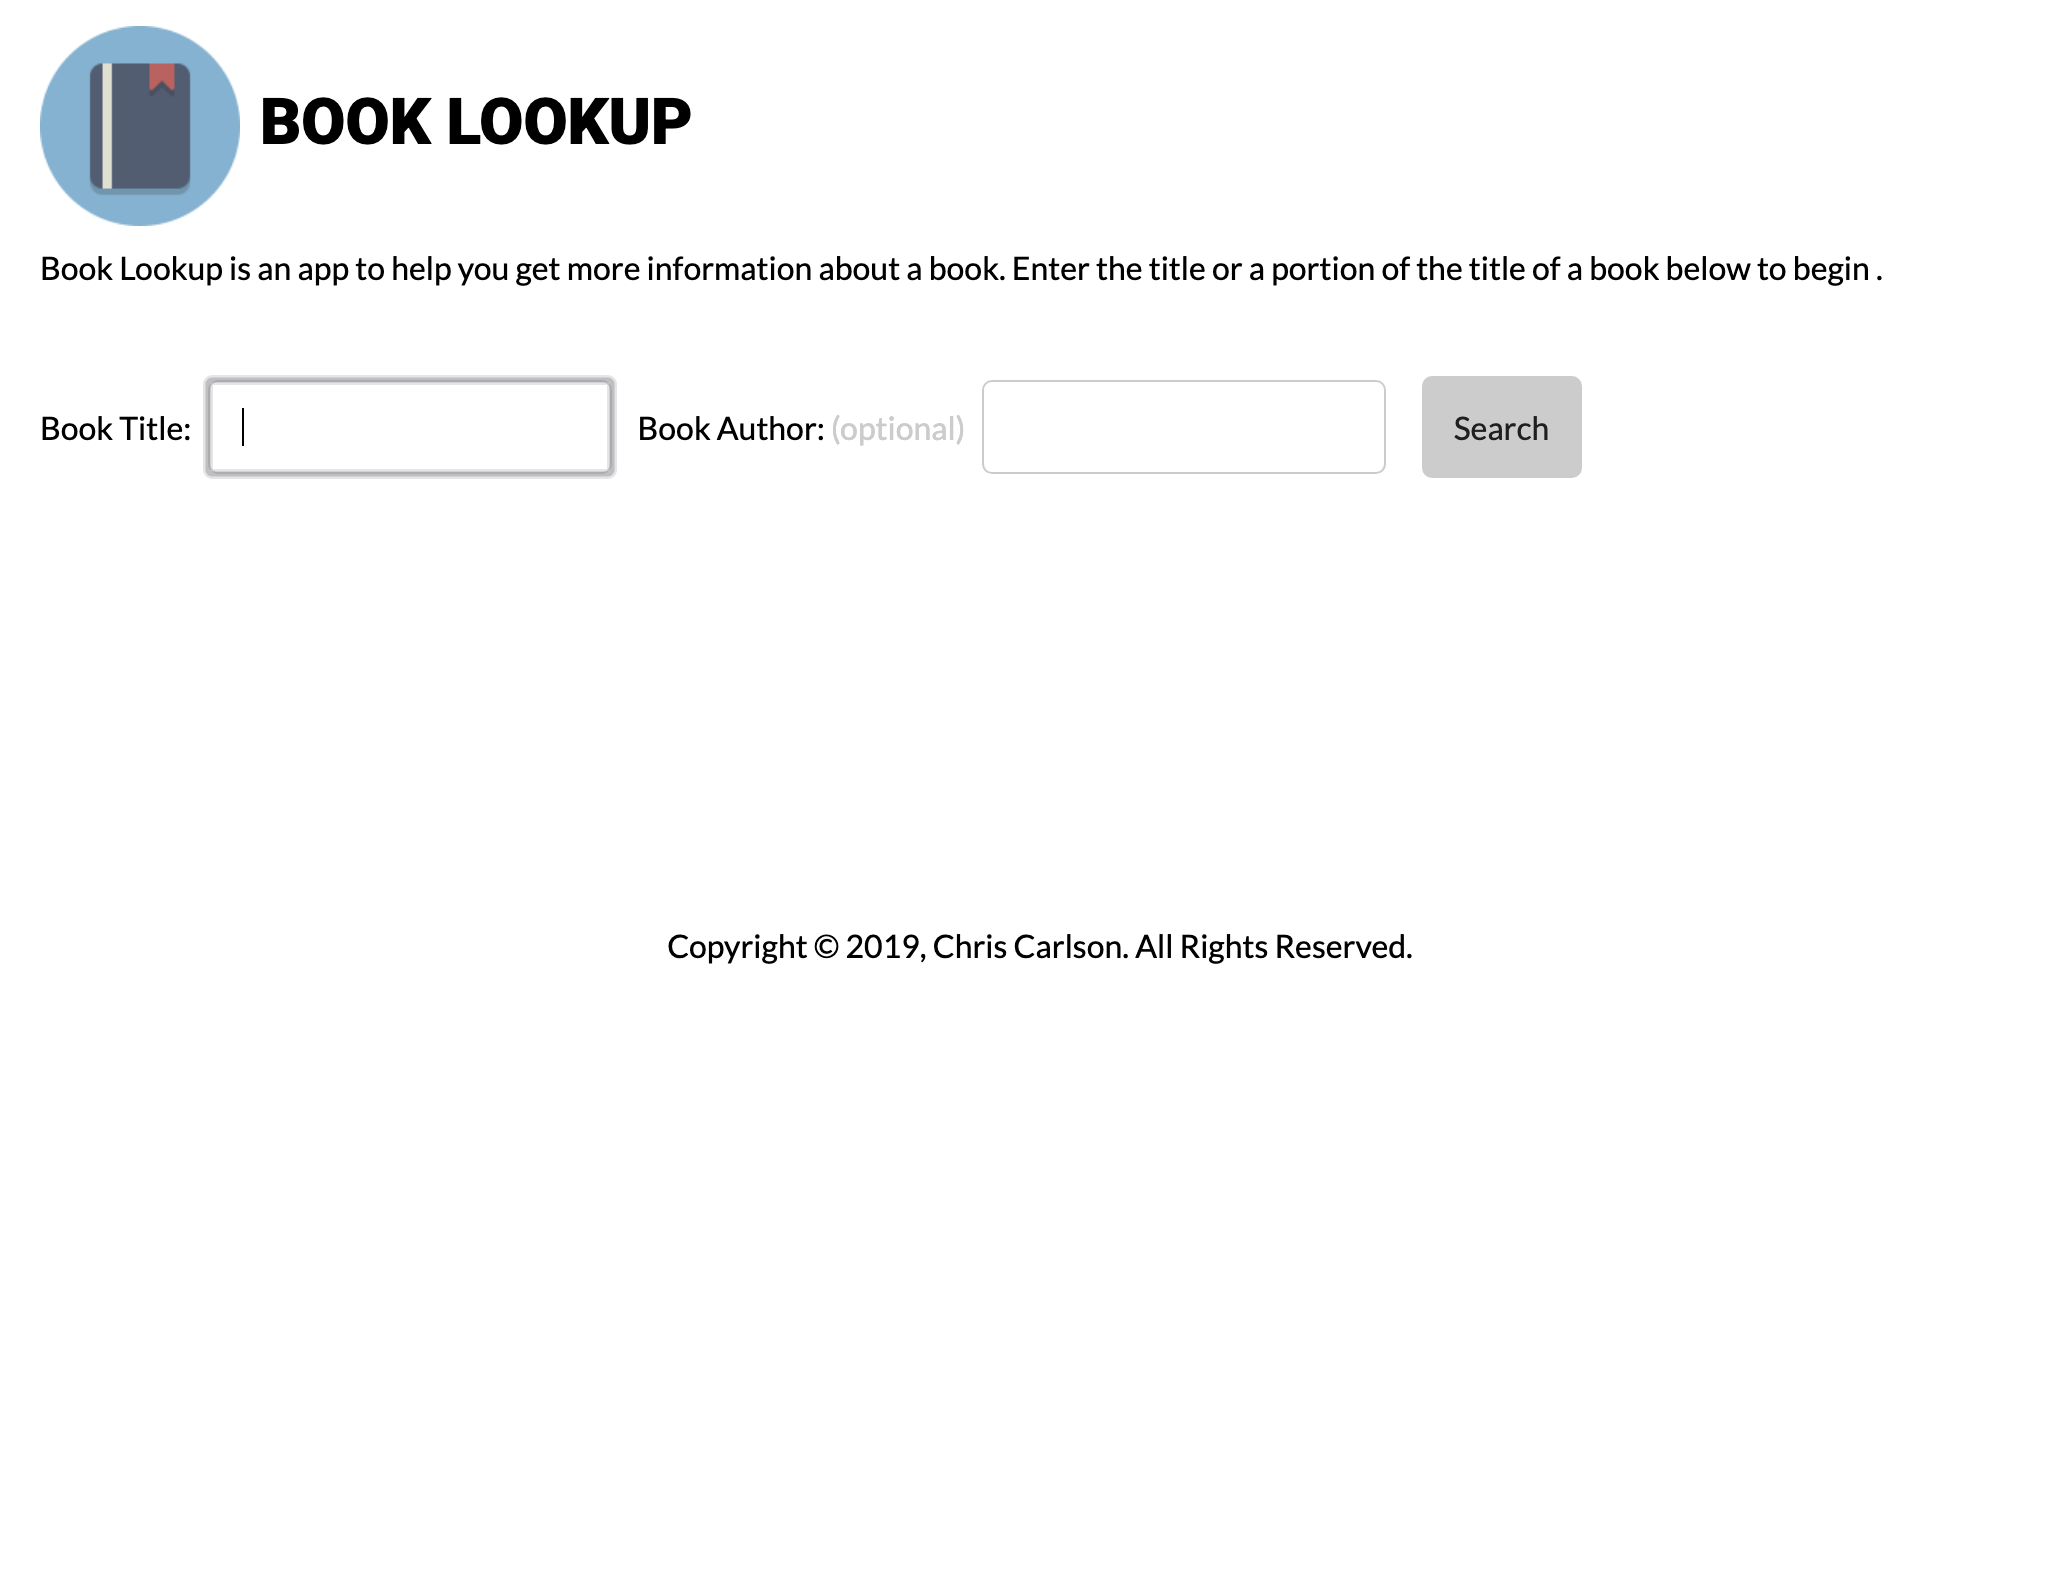 BOOK LOOKUP
Book Lookup is an app to help you get more information about a book. Enter the title or a portion of the title of a book below to begin .
Book Title: Book Author: (optional) Search
Copyright © 2019, Chris Carlson. All Rights Reserved.